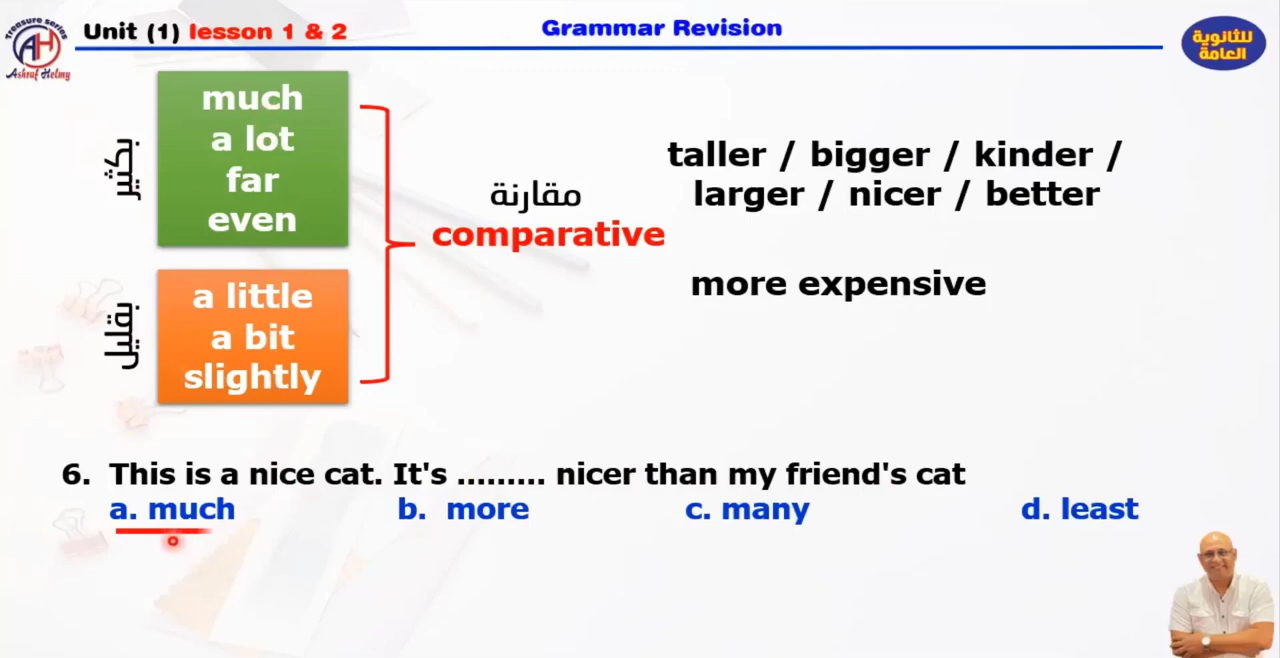 Treasure series
AH
Ashraf Helmy
Unit (1) lesson 1 & 2
Grammar Revision
للثانوية
العامة
بكثير
much
a lot
far
even
بقليل
a little
a bit
slightly
مقارنة
comparative
taller / bigger / kinder /
larger / nicer / better
more expensive
6. This is a nice cat. It's ......... nicer than my friend's cat
a. much b. more c. many d. least